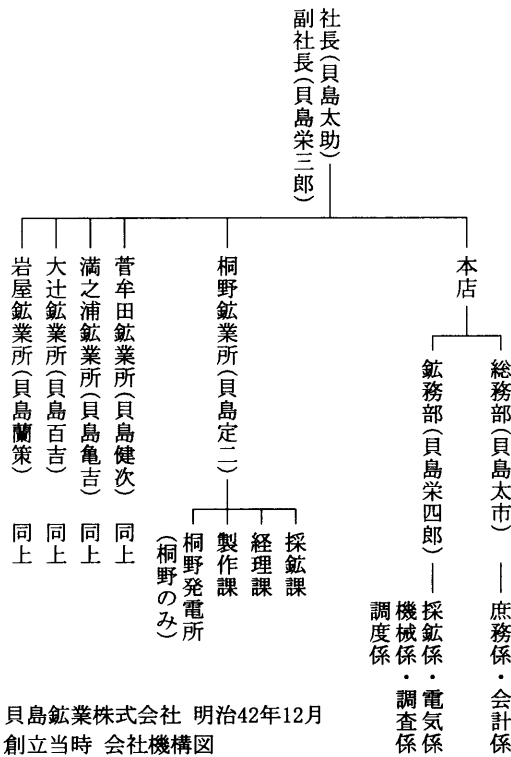 社長(貝島太助)
副社長(貝島栄三郎)
本店
総務部(貝島太市)
庶務係・会計係
鉱務部(貝島栄四郎)
採鉱係・電気係
機械係・調査係
調度係
桐野鉱業所(貝島定二)
採鉱課
経理課
製作課
桐野発電所
(桐野のみ)
菅牟田鉱業所(貝島健次) 同上
満之浦鉱業所(貝島亀吉) 同上
大辻鉱業所(貝島百吉) 同上
岩屋鉱業所(貝島蘭策) 同上
貝島鉱業株式会社 明治42年12月
創立当時 会社機構図